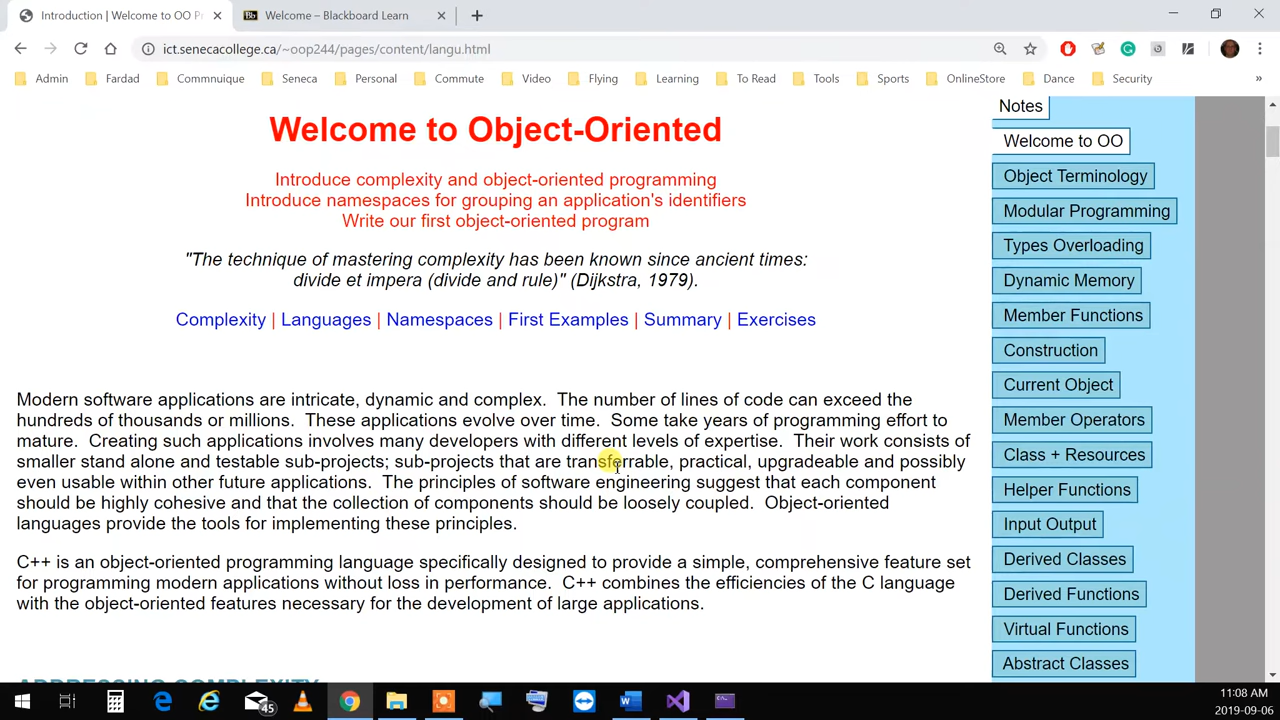 Introduction | Welcome to OO Pr
Welcome – Blackboard Learn
ict.senecacollege.ca/~oop244/pages/content/langu.html
Admin
Fardad
Commnuique
Seneca
Personal
Commute
Video
Flying
Learning
To Read
Tools
Sports
OnlineStore
Dance
Security
»
Welcome to Object-Oriented
Introduce complexity and object-oriented programming
Introduce namespaces for grouping an application's identifiers
Write our first object-oriented program
"The technique of mastering complexity has been known since ancient times:
divide et impera (divide and rule)" (Dijkstra, 1979).
Complexity | Languages | Namespaces | First Examples | Summary | Exercises
Modern software applications are intricate, dynamic and complex.  The number of lines of code can exceed the
hundreds of thousands or millions.  These applications evolve over time.  Some take years of programming effort to
mature.  Creating such applications involves many developers with different levels of expertise.  Their work consists of
smaller stand alone and testable sub-projects; sub-projects that are transferrable, practical, upgradeable and possibly
even usable within other future applications.  The principles of software engineering suggest that each component
should be highly cohesive and that the collection of components should be loosely coupled.  Object-oriented
languages provide the tools for implementing these principles.
C++ is an object-oriented programming language specifically designed to provide a simple, comprehensive feature set
for programming modern applications without loss in performance.  C++ combines the efficiencies of the C language
with the object-oriented features necessary for the development of large applications.
ADDRESSING COMPLEXITY
Notes
Welcome to OO
Object Terminology
Modular Programming
Types Overloading
Dynamic Memory
Member Functions
Construction
Current Object
Member Operators
Class + Resources
Helper Functions
Input Output
Derived Classes
Derived Functions
Virtual Functions
Abstract Classes
45
11:08 AM
2019-09-06